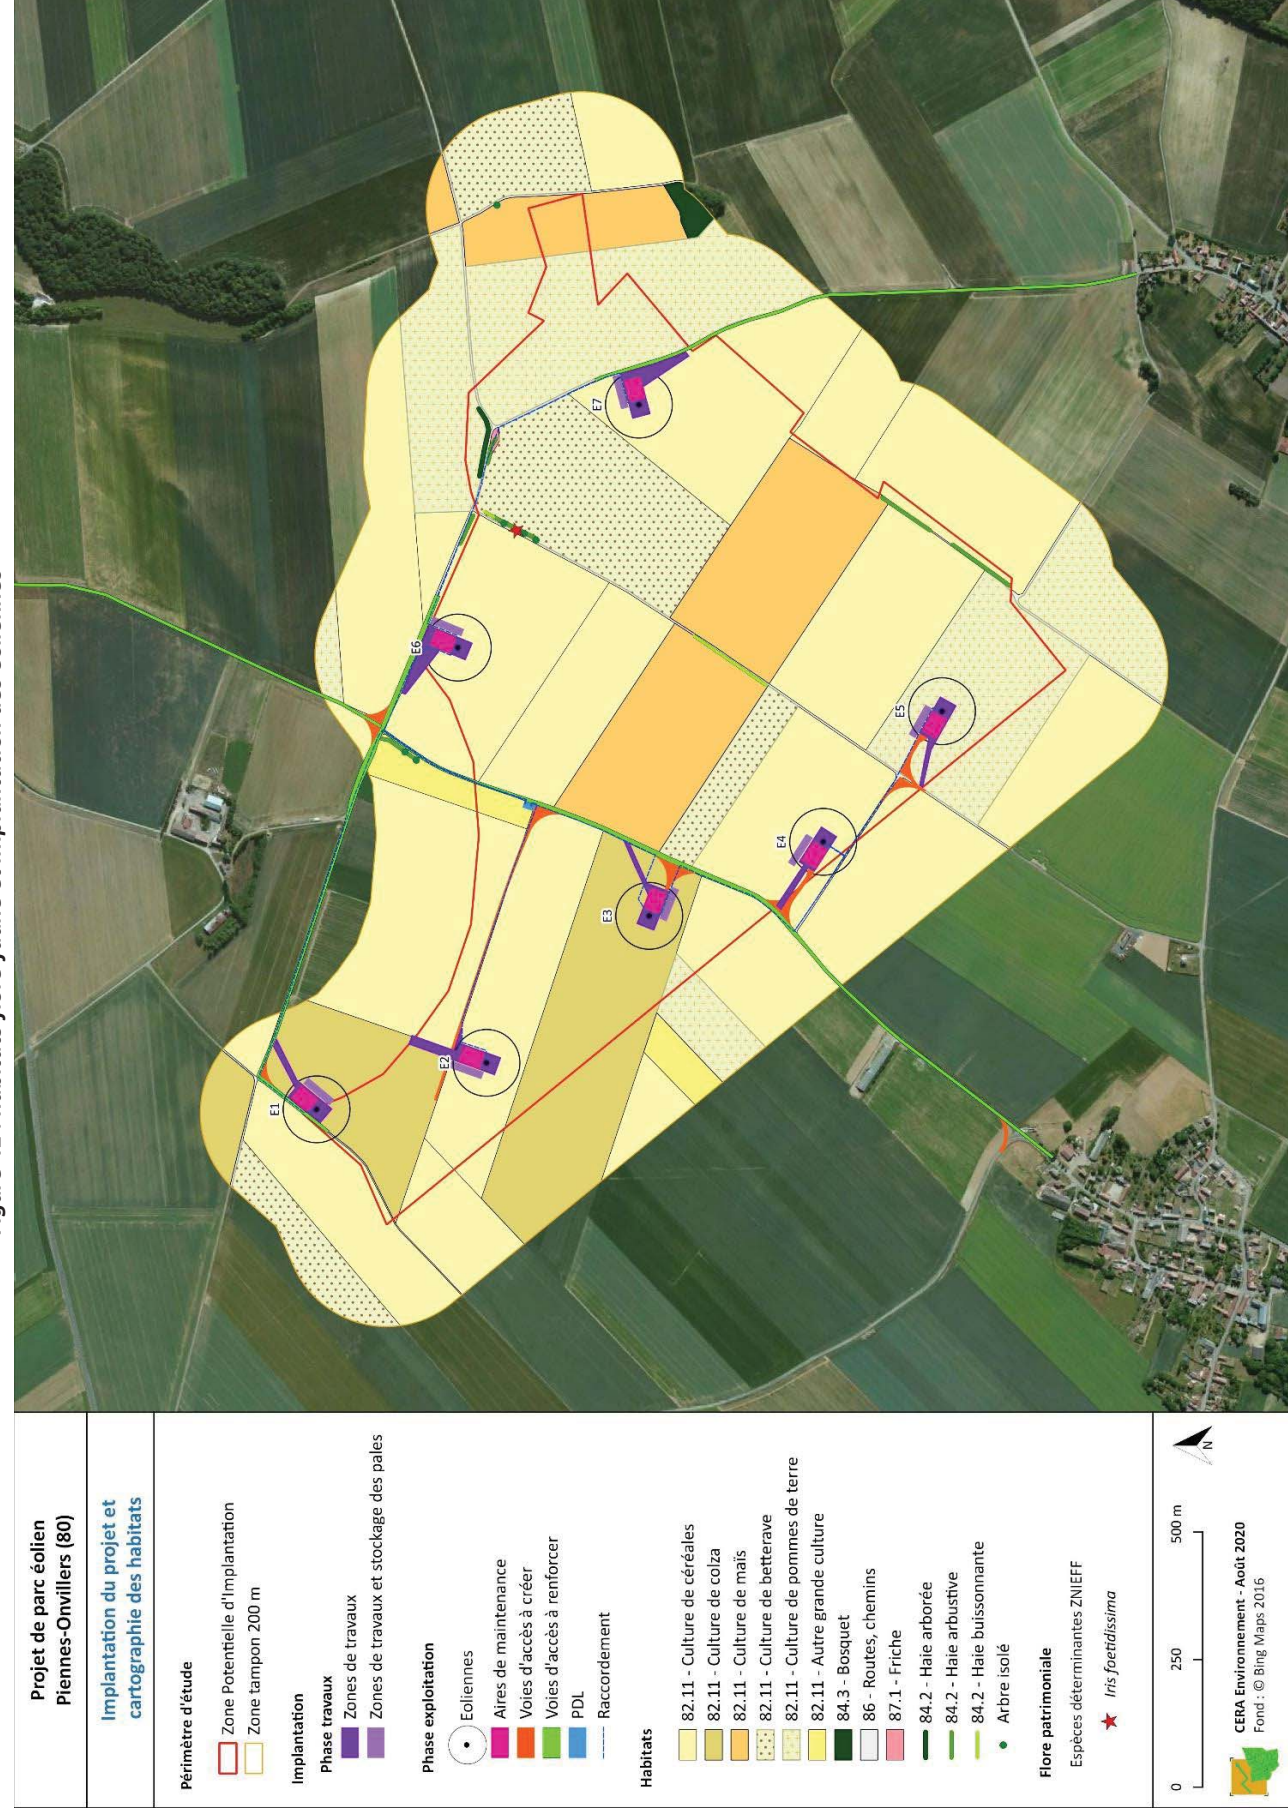 Projet de parc éolien
Piennes-Onvillers (80)
Implantation du projet et
cartographie des habitats
Périmètre d'étude
Zone Potentielle d'Implantation
Zone tampon 200 m
Implantation
Phase travaux
Zones de travaux
Zones de travaux et stockage des pales
Phase exploitation
Eoliennes
Aires de maintenance
Voies d'accès à créer
Voies d'accès à renforcer
PDL
Raccordement
Habitats
82.11 - Culture de céréales
82.11 - Culture de colza
82.11 - Culture de maïs
82.11 - Culture de betterave
82.11 - Culture de pommes de terre
82.11 - Autre grande culture
84.3 - Bosquet
86 - Routes, chemins
87.1 - Friche
84.2 - Haie arborée
84.2 - Haie arbustive
84.2 - Haie buissonnante
Arbre isolé
Flore patrimoniale
Espèces déterminantes ZNIEFF
Iris foetidissima
0 250 500 m
N
CERA Environnement - Août 2020
Fond : © Bing Maps 2016
E1
E2
E3
E4
E5
E6
E7